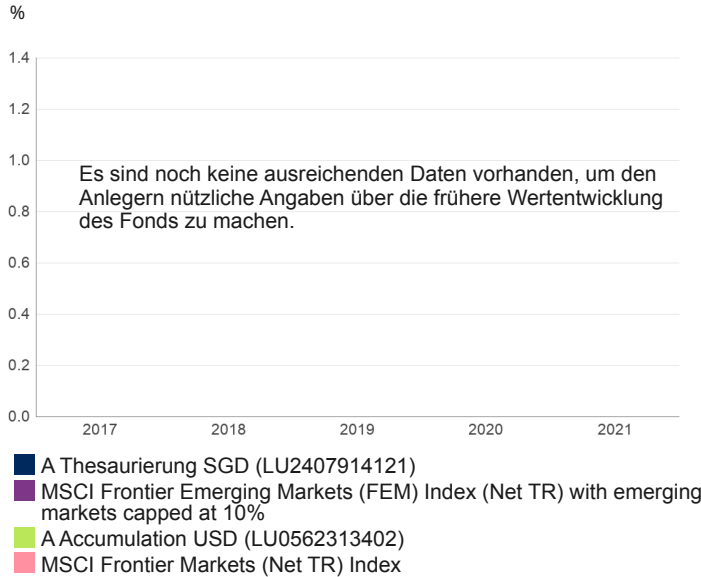 %
1.4
1.2
1.0
Es sind noch keine ausreichenden Daten vorhanden, um den
Anlegern nützliche Angaben über die frühere Wertentwicklung
0.8
des Fonds zu machen.
0.6
0.4
0.2
0.0
2017 2018 2019 2020 2021
A Thesaurierung SGD (LU2407914121)
MSCI Frontier Emerging Markets (FEM) Index (Net TR) with emerging
markets capped at 10%
A Accumulation USD (LU0562313402)
MSCI Frontier Markets (Net TR) Index